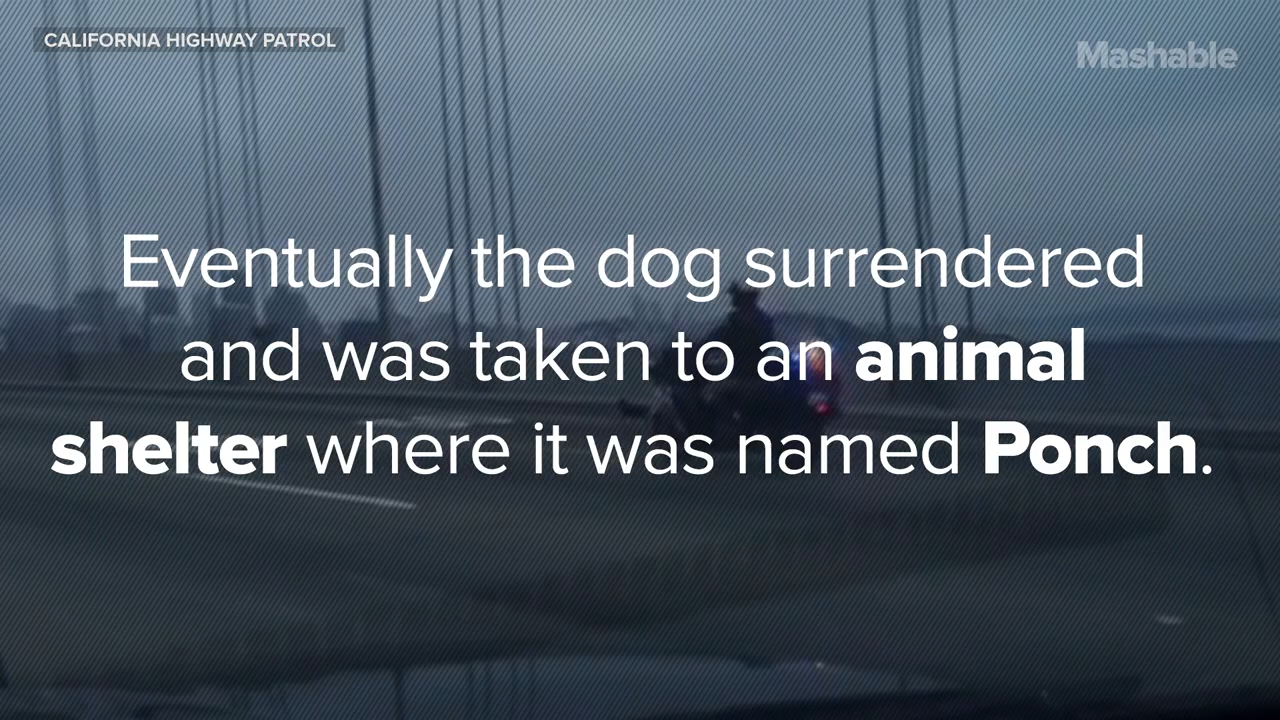 CALIFORNIA HIGHWAY PATROL
Mashable
Eventually the dog surrendered
and was taken to an animal
shelter where it was named Ponch.